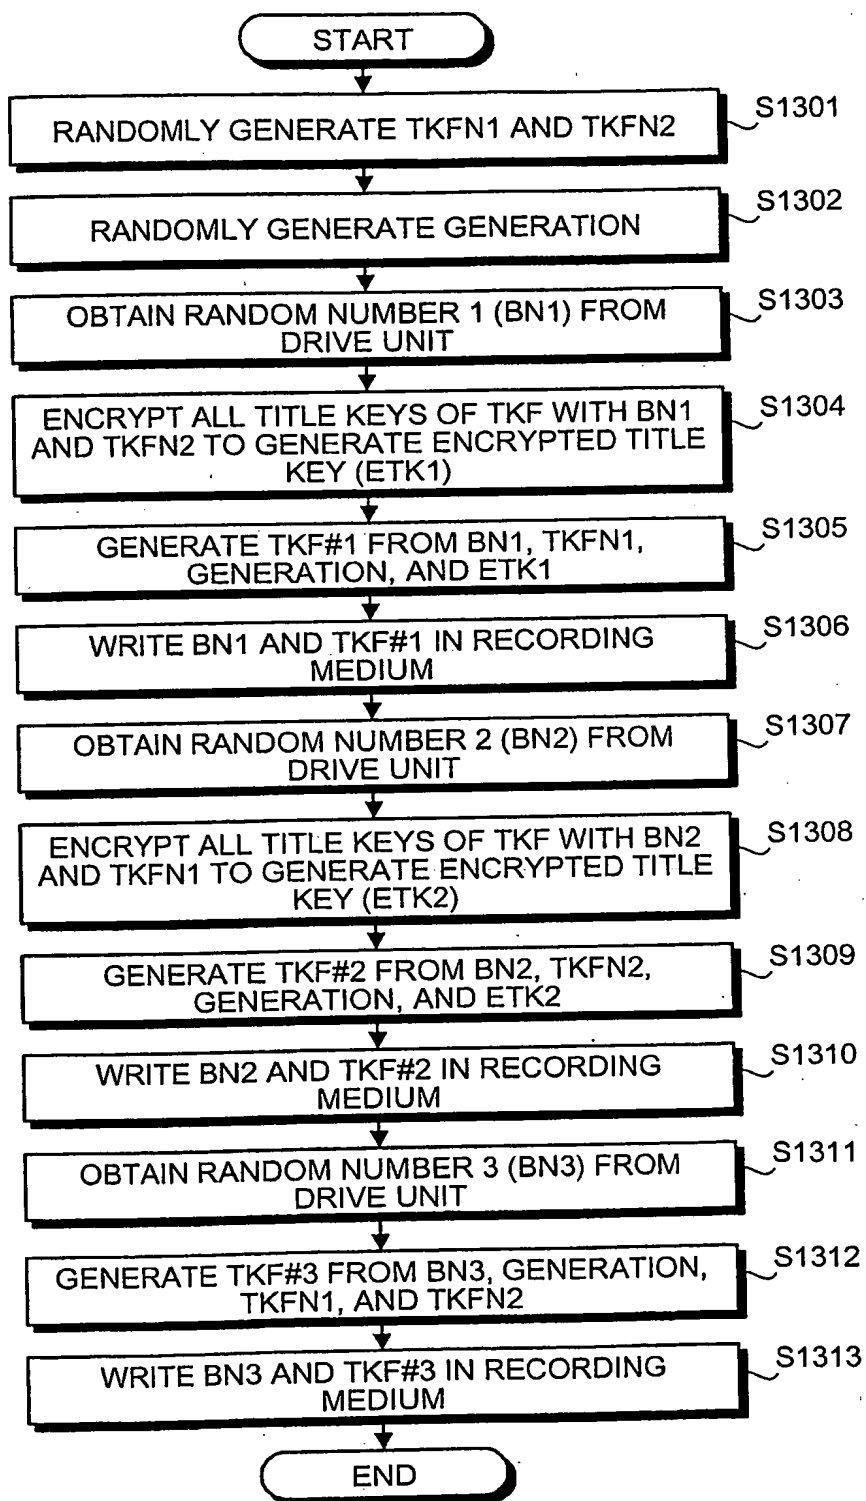 START
RANDOMLY GENERATE TKFN1 AND TKFN2
S1301
RANDOMLY GENERATE GENERATION
S1302
OBTAIN RANDOM NUMBER 1 (BN1) FROM
DRIVE UNIT
S1303
ENCRYPT ALL TITLE KEYS OF TKF WITH BN1
AND TKFN2 TO GENERATE ENCRYPTED TITLE
KEY (ETK1)
S1304
GENERATE TKF#1 FROM BN1, TKFN1,
GENERATION, AND ETK1
S1305
WRITE BN1 AND TKF#1 IN RECORDING
MEDIUM
S1306
OBTAIN RANDOM NUMBER 2 (BN2) FROM
DRIVE UNIT
S1307
ENCRYPT ALL TITLE KEYS OF TKF WITH BN2
AND TKFN1 TO GENERATE ENCRYPTED TITLE
KEY (ETK2)
S1308
GENERATE TKF#2 FROM BN2, TKFN2,
GENERATION, AND ETK2
S1309
WRITE BN2 AND TKF#2 IN RECORDING
MEDIUM
S1310
OBTAIN RANDOM NUMBER 3 (BN3) FROM
DRIVE UNIT
S1311
GENERATE TKF#3 FROM BN3, GENERATION,
TKFN1, AND TKFN2
S1312
WRITE BN3 AND TKF#3 IN RECORDING
MEDIUM
S1313
END